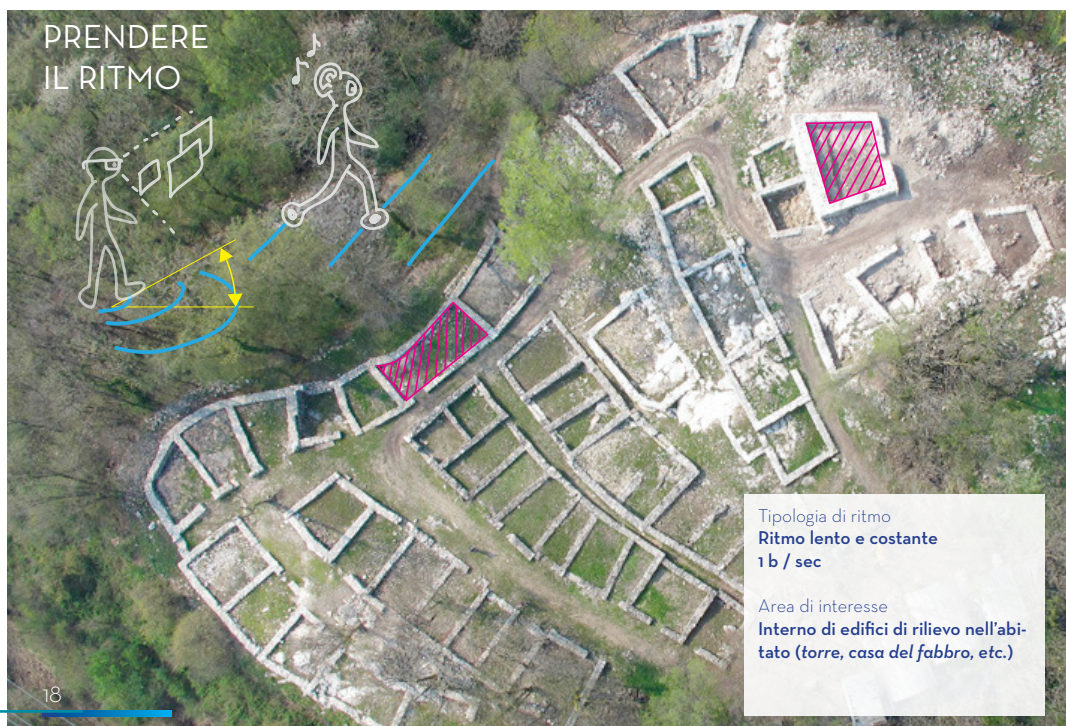 PRENDERE
IL RITMO
Tipologia di ritmo
Ritmo lento e costante
1 b / sec
Area di interesse
Interno di edifici di rilievo nell'abi-
tato (torre, casa del fabbro, etc.)
18